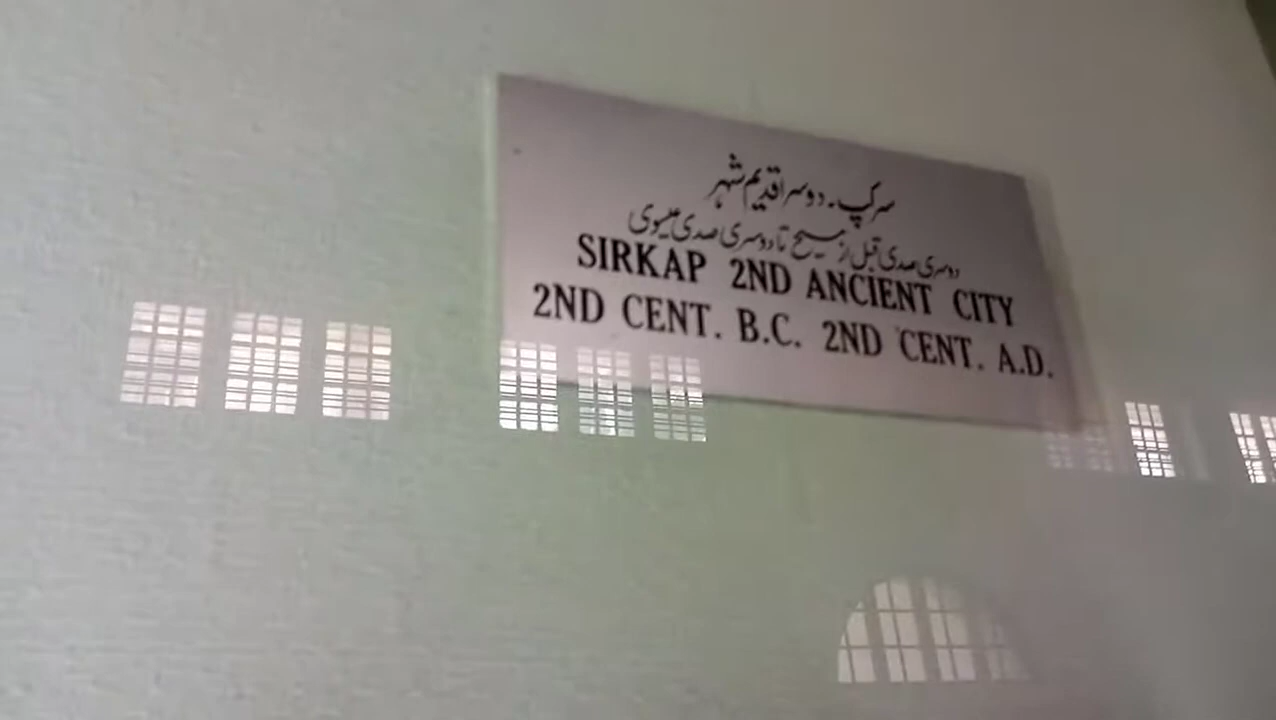 سرکپ۔ دوسرا قدیم شہر
دوسری صدی قبل از مسیح تا دوسری صدی عیسوی
SIRKAP 2ND ANCIENT CITY
2ND CENT. B.C. 2ND CENT. A.D.